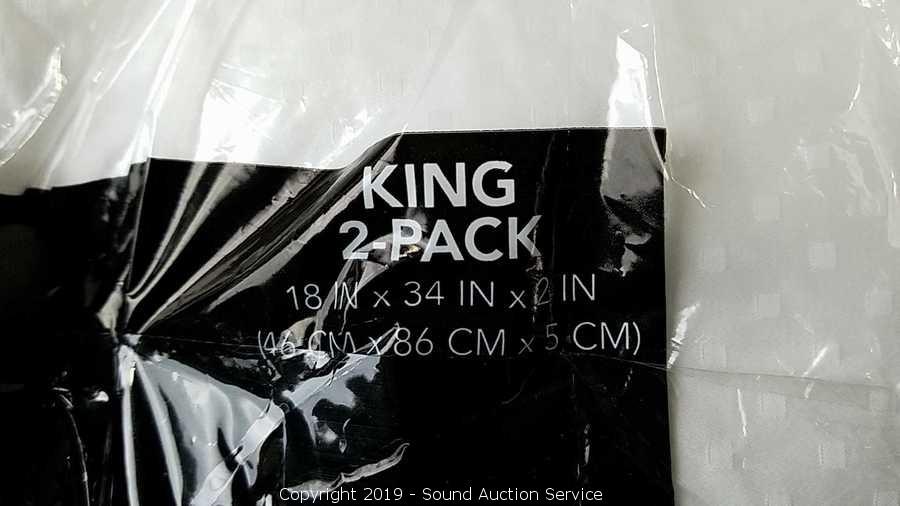 KING
2-PACK
18 IN x 34 IN x 2 IN
(46 CM x 86 CM x 5 CM)
Copyright 2019 - Sound Auction Service